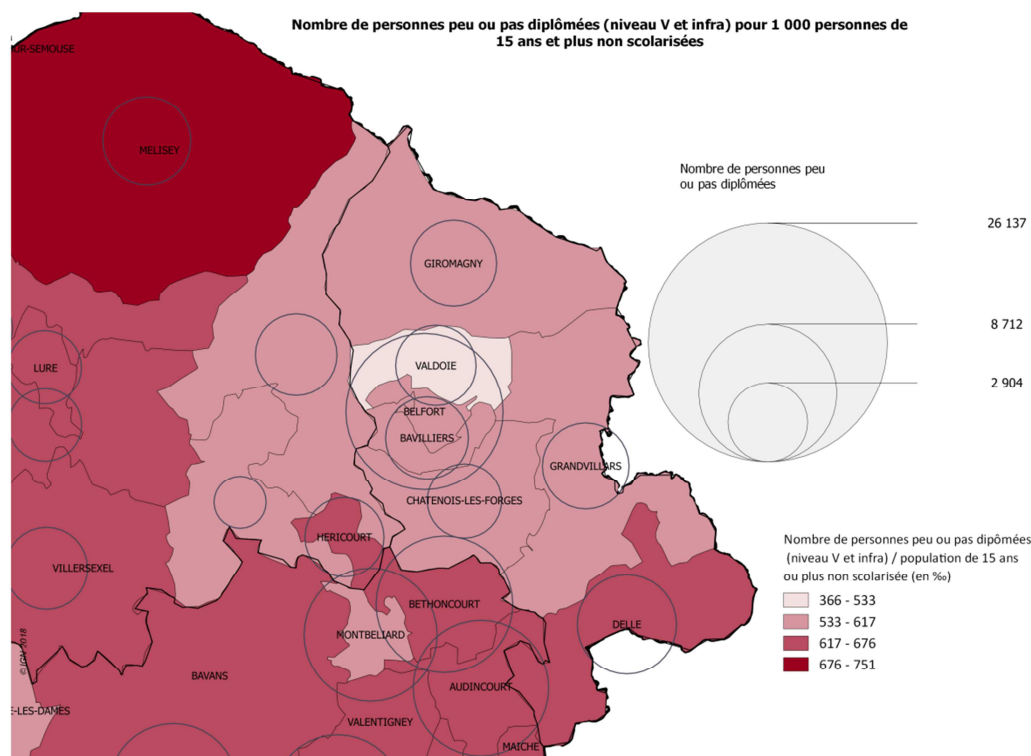 Nombre de personnes peu ou pas diplômées (niveau V et infra) pour 1 000 personnes de
15 ans et plus non scolarisées
UR-SEMOUSE
MELISEY
GIROMAGNY
LURE
VALDOIE
BELFORT
BAVILLIERS
GRANDVILLARS
CHATENOIS-LES-FORGES
HERICOURT
VILLERSEXEL
BETHONCOURT
DELLE
MONTBELIARD
BAVANS
AUDINCOURT
E-LES-DAMES
VALENTIGNEY
MAICHE
© IGN 2018
Nombre de personnes peu
ou pas diplômées
26 137
8 712
2 904
Nombre de personnes peu ou pas dipômées
(niveau V et infra) / population de 15 ans
ou plus non scolarisée (en ‰)
366 - 533
533 - 617
617 - 676
676 - 751